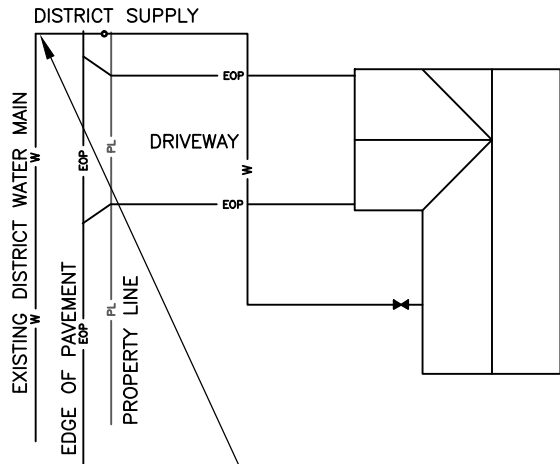 DISTRICT SUPPLY
EOP
DRIVEWAY
EXISTING DISTRICT WATER MAIN
W
EOP
PL
W
EOP
W
EDGE OF PAVEMENT
EOP
PL
PROPERTY LINE